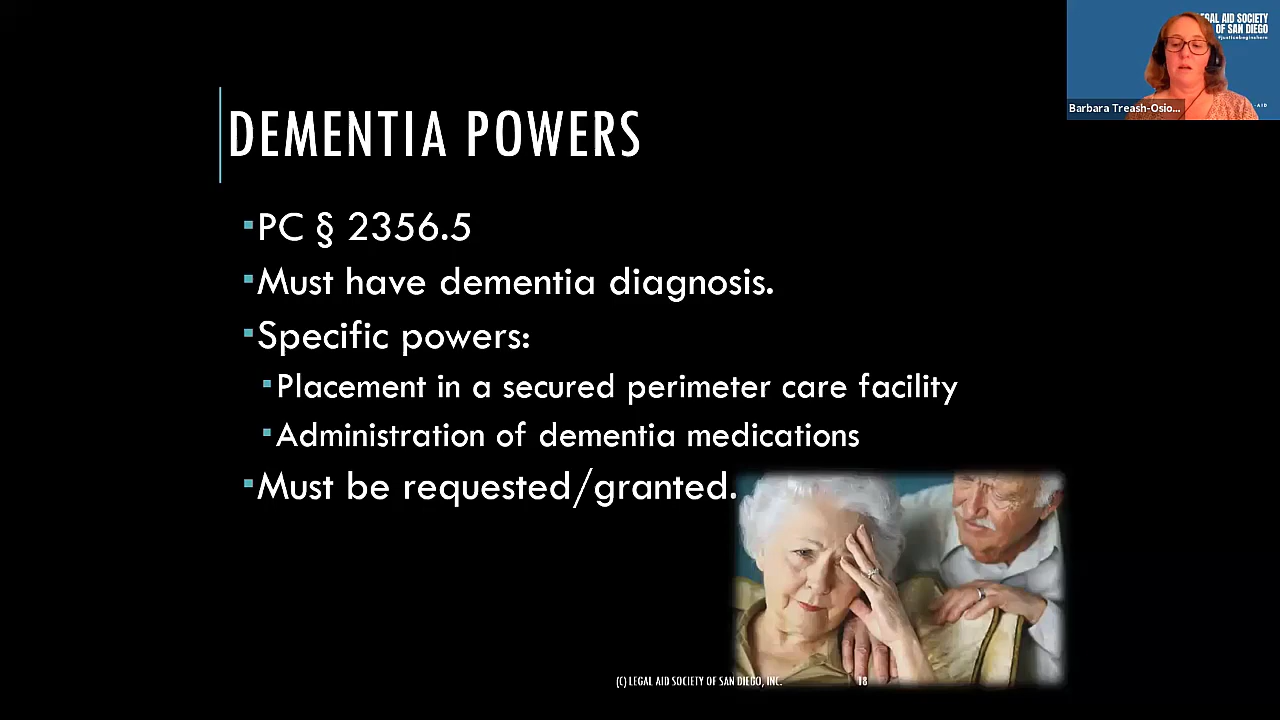 LEGAL AID SOCIETY
OF SAN DIEGO
#justicebeginshere
Barbara Treash-Osio...
-AID
DEMENTIA POWERS
▪PC § 2356.5
▪Must have dementia diagnosis.
▪Specific powers:
▪Placement in a secured perimeter care facility
▪Administration of dementia medications
▪Must be requested/granted.
(C) LEGAL AID SOCIETY OF SAN DIEGO, INC.
18